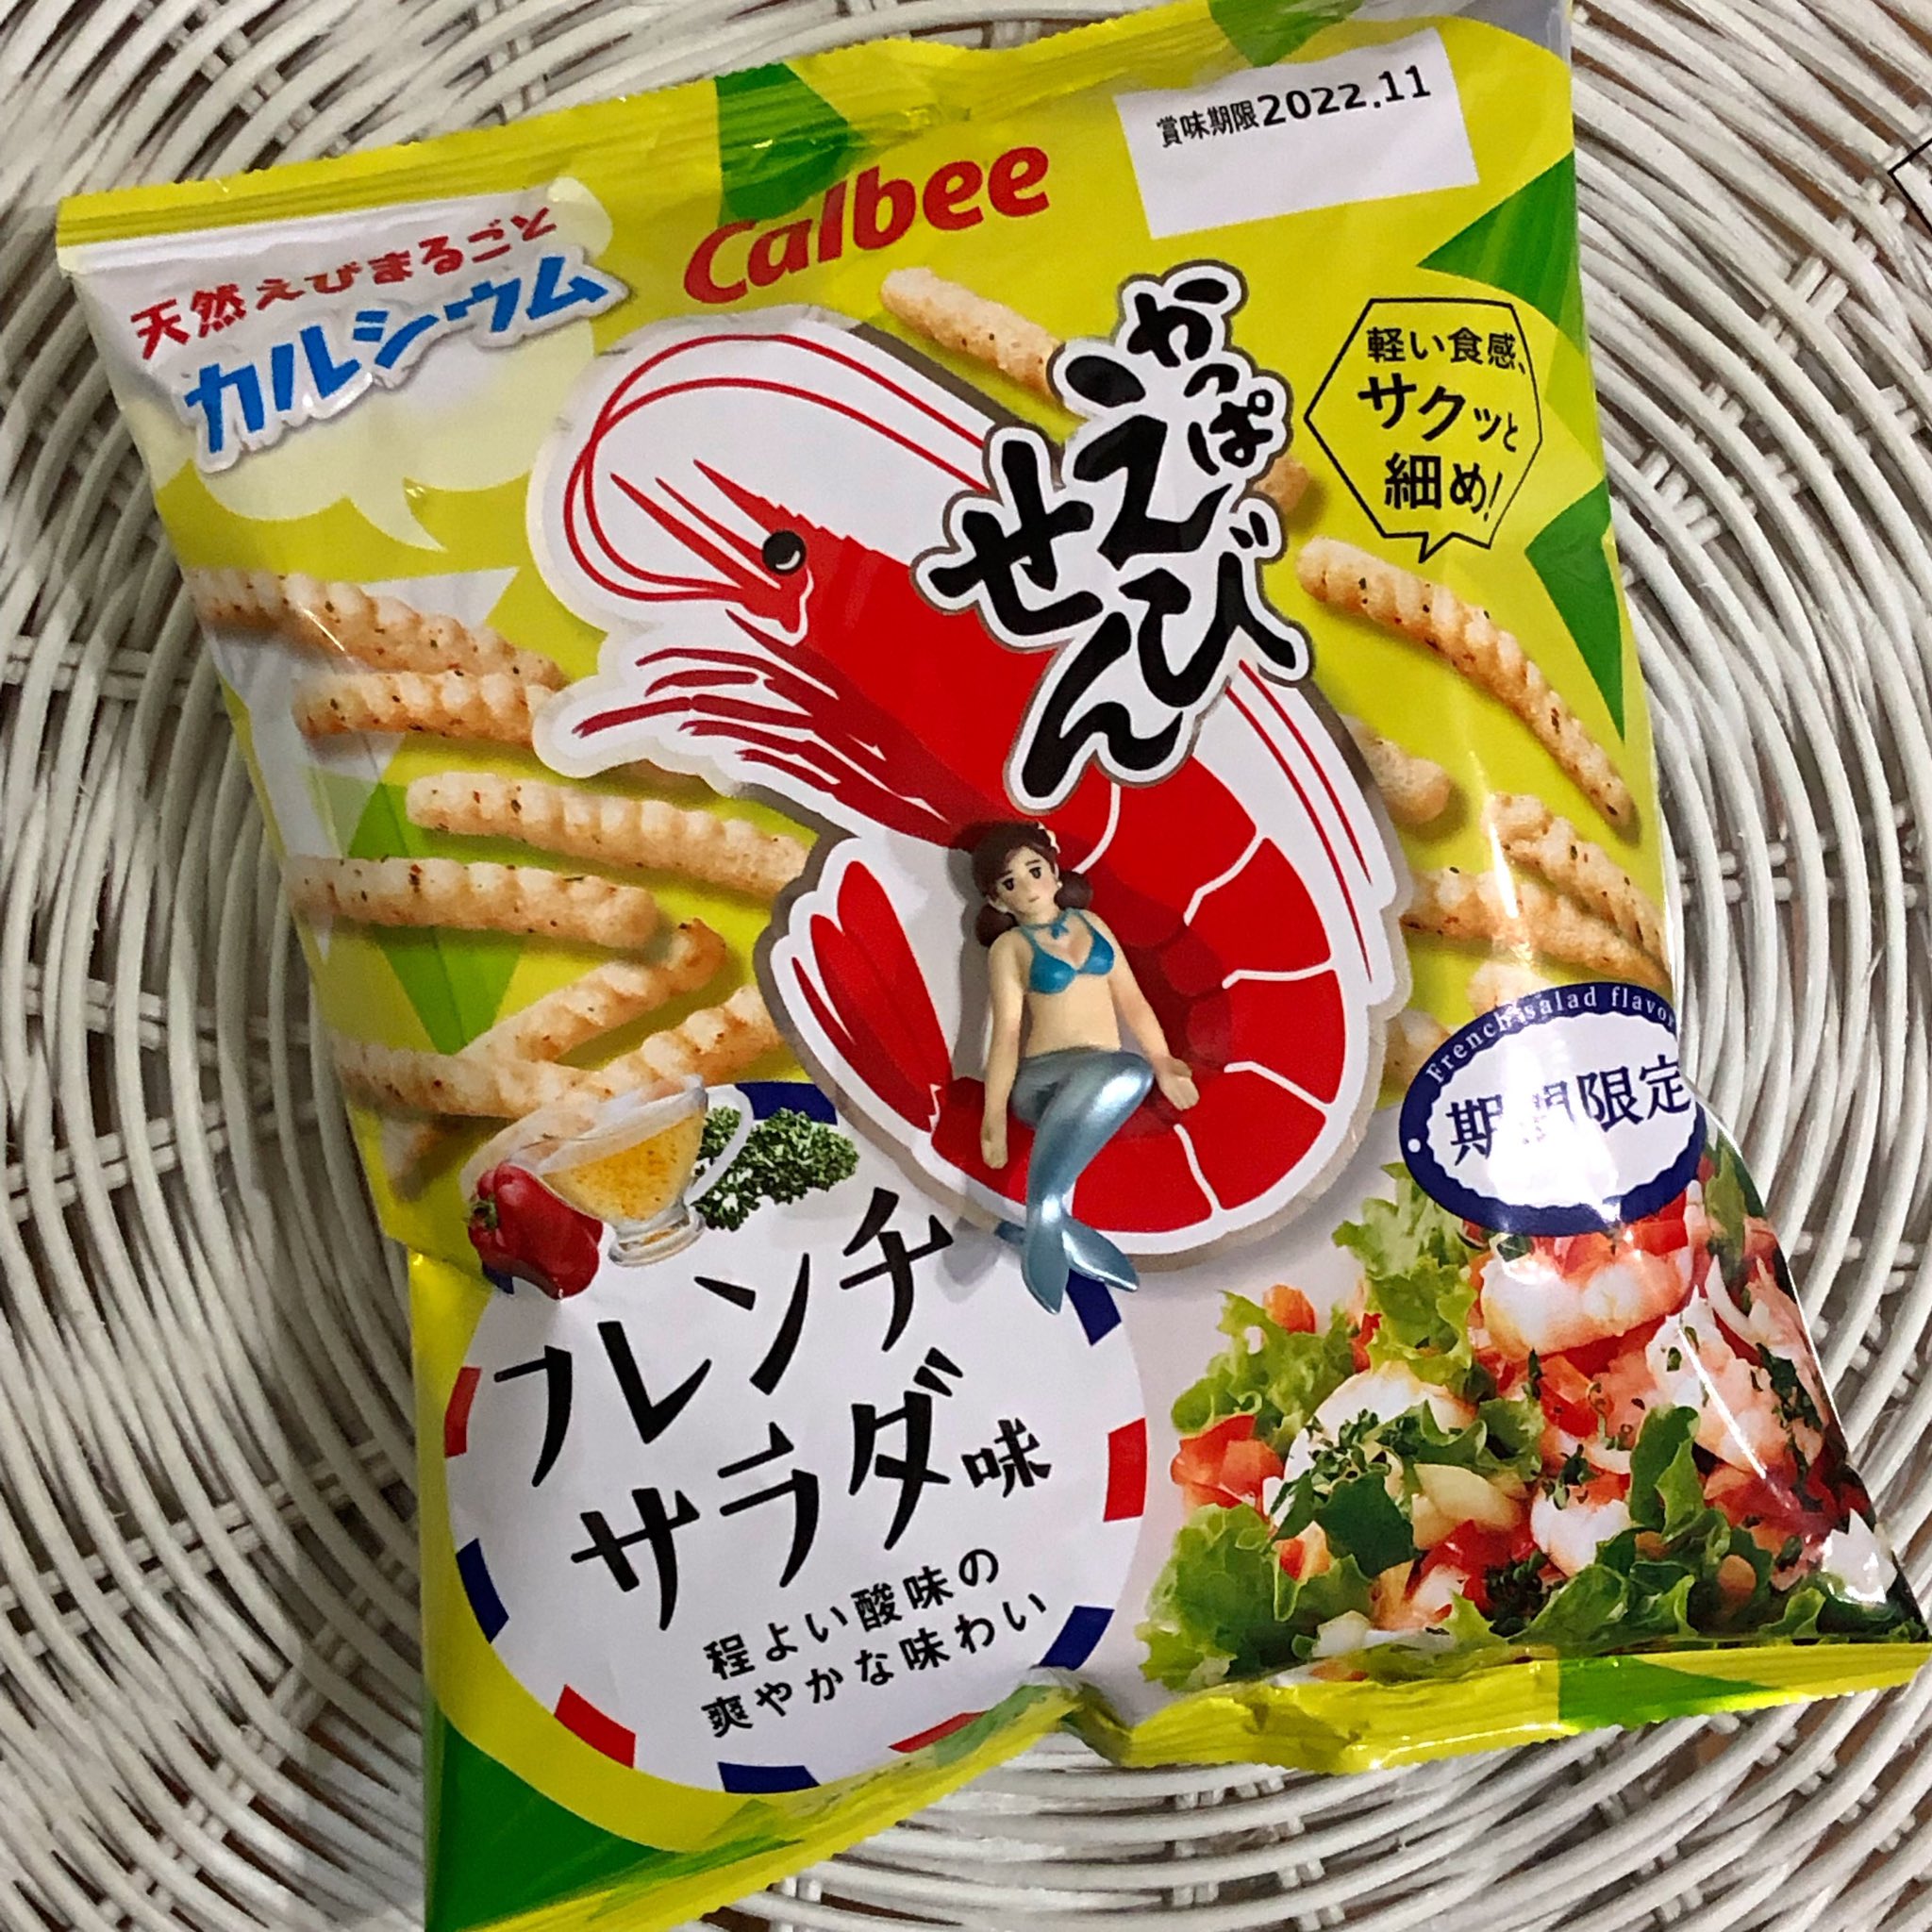 賞味期限2022.11
Calbee
天然えびまるごと
カルシウム
かっぱ
えび
せん
軽い食感、
サクッと
細め!
French salad flavor
期間限定
フレンチ
サラダ味
程よい酸味の
爽やかな味わい